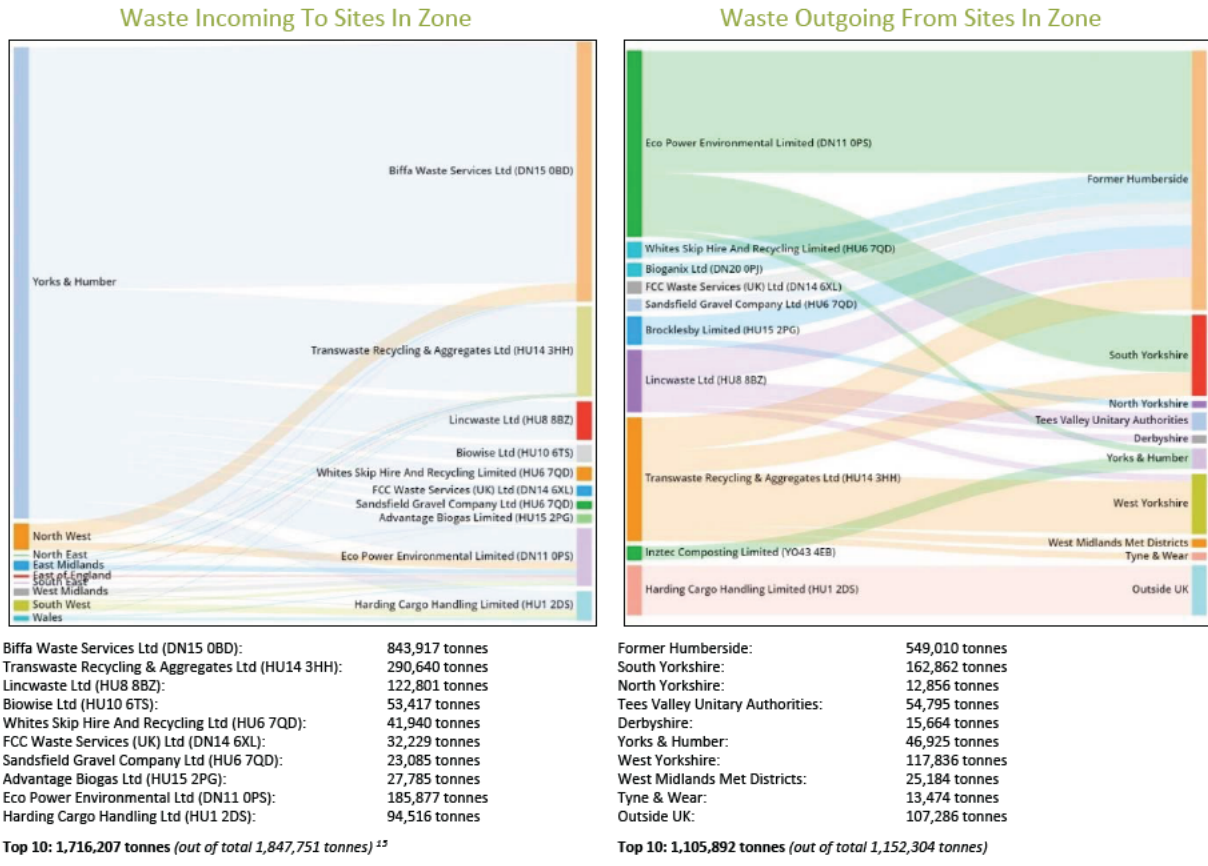 Waste Incoming To Sites In Zone
Yorks & Humber
North West
North East
East Midlands
East of England
South East
West Midlands
South West
Wales
Biffa Waste Services Ltd (DN15 0BD)
Transwaste Recycling & Aggregates Ltd (HU14 3HH)
Lincwaste Ltd (HU8 8BZ)
Biowise Ltd (HU10 6TS)
Whites Skip Hire And Recycling Limited (HU6 7QD)
FCC Waste Services (UK) Ltd (DN14 6XL)
Sandsfield Gravel Company Ltd (HU6 7QD)
Advantage Biogas Limited (HU15 2PG)
Eco Power Environmental Limited (DN11 0PS)
Harding Cargo Handling Limited (HU1 2DS)
Biffa Waste Services Ltd (DN15 0BD): 843,917 tonnes
Transwaste Recycling & Aggregates Ltd (HU14 3HH): 290,640 tonnes
Lincwaste Ltd (HU8 8BZ): 122,801 tonnes
Biowise Ltd (HU10 6TS): 53,417 tonnes
Whites Skip Hire And Recycling Ltd (HU6 7QD): 41,940 tonnes
FCC Waste Services (UK) Ltd (DN14 6XL): 32,229 tonnes
Sandsfield Gravel Company Ltd (HU6 7QD): 23,085 tonnes
Advantage Biogas Ltd (HU15 2PG): 27,785 tonnes
Eco Power Environmental Ltd (DN11 0PS): 185,877 tonnes
Harding Cargo Handling Ltd (HU1 2DS): 94,516 tonnes
Top 10: 1,716,207 tonnes (out of total 1,847,751 tonnes) 15
Waste Outgoing From Sites In Zone
Eco Power Environmental Limited (DN11 0PS)
Whites Skip Hire And Recycling Limited (HU6 7QD)
Bioganix Ltd (DN20 0PJ)
FCC Waste Services (UK) Ltd (DN14 6XL)
Sandsfield Gravel Company Ltd (HU6 7QD)
Brocklesby Limited (HU15 2PG)
Lincwaste Ltd (HU8 8BZ)
Transwaste Recycling & Aggregates Ltd (HU14 3HH)
Inztec Composting Limited (YO43 4EB)
Harding Cargo Handling Limited (HU1 2DS)
Former Humberside
South Yorkshire
North Yorkshire
Tees Valley Unitary Authorities
Derbyshire
Yorks & Humber
West Yorkshire
West Midlands Met Districts
Tyne & Wear
Outside UK
Former Humberside: 549,010 tonnes
South Yorkshire: 162,862 tonnes
North Yorkshire: 12,856 tonnes
Tees Valley Unitary Authorities: 54,795 tonnes
Derbyshire: 15,664 tonnes
Yorks & Humber: 46,925 tonnes
West Yorkshire: 117,836 tonnes
West Midlands Met Districts: 25,184 tonnes
Tyne & Wear: 13,474 tonnes
Outside UK: 107,286 tonnes
Top 10: 1,105,892 tonnes (out of total 1,152,304 tonnes)